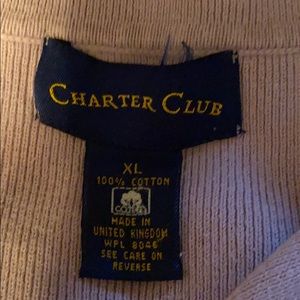 CHARTER CLUB
XL
100% COTTON
COTTON
MADE IN
UNITED KINGDOM
WPL 8046
SEE CARE ON
REVERSE